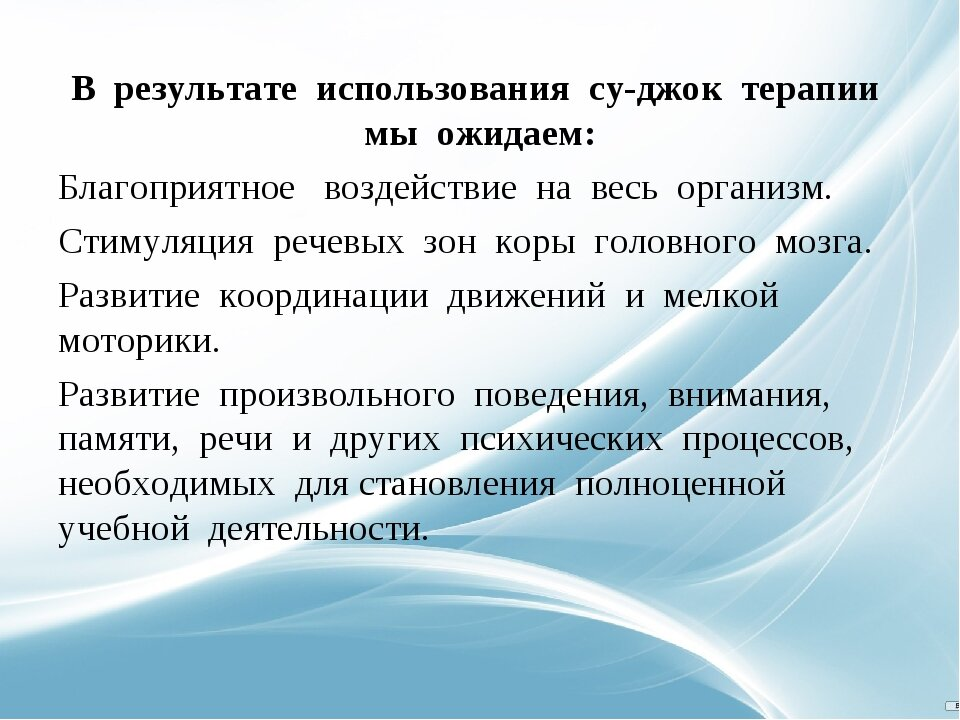 В результате использования су-джок терапии
мы ожидаем:
Благоприятное воздействие на весь организм.
Стимуляция речевых зон коры головного мозга.
Развитие координации движений и мелкой
моторики.
Развитие произвольного поведения, внимания,
памяти, речи и других психических процессов,
необходимых для становления полноценной
учебной деятельности.